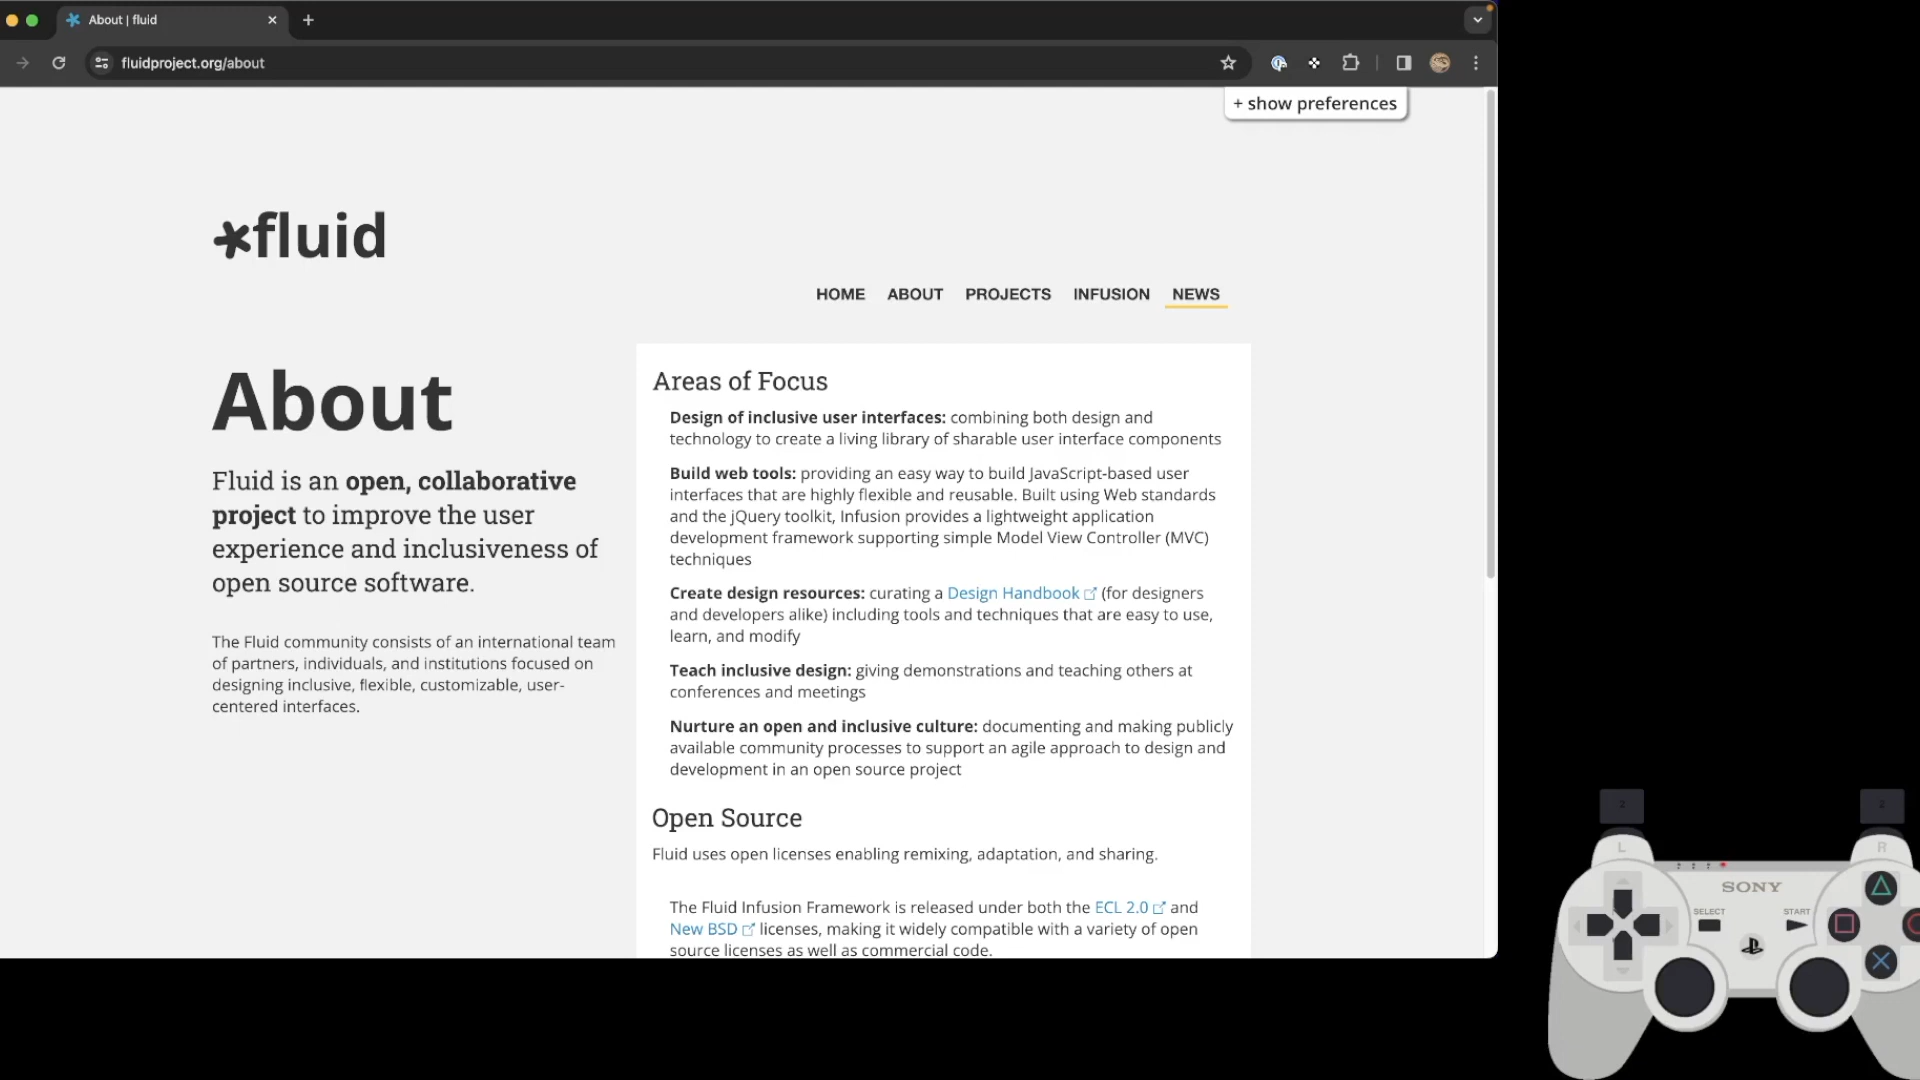 About | fluid
fluidproject.org/about
+ show preferences
fluid
HOME ABOUT PROJECTS INFUSION NEWS
About
Fluid is an open, collaborative
project to improve the user
experience and inclusiveness of
open source software.
The Fluid community consists of an international team
of partners, individuals, and institutions focused on
designing inclusive, flexible, customizable, user-
centered interfaces.
Areas of Focus
Design of inclusive user interfaces: combining both design and
technology to create a living library of sharable user interface components
Build web tools: providing an easy way to build JavaScript-based user
interfaces that are highly flexible and reusable. Built using Web standards
and the jQuery toolkit, Infusion provides a lightweight application
development framework supporting simple Model View Controller (MVC)
techniques
Create design resources: curating a Design Handbook (for designers
and developers alike) including tools and techniques that are easy to use,
learn, and modify
Teach inclusive design: giving demonstrations and teaching others at
conferences and meetings
Nurture an open and inclusive culture: documenting and making publicly
available community processes to support an agile approach to design and
development in an open source project
Open Source
Fluid uses open licenses enabling remixing, adaptation, and sharing.
The Fluid Infusion Framework is released under both the ECL 2.0 and
New BSD licenses, making it widely compatible with a variety of open
source licenses as well as commercial code.
2 2
L R
SONY
SELECT START